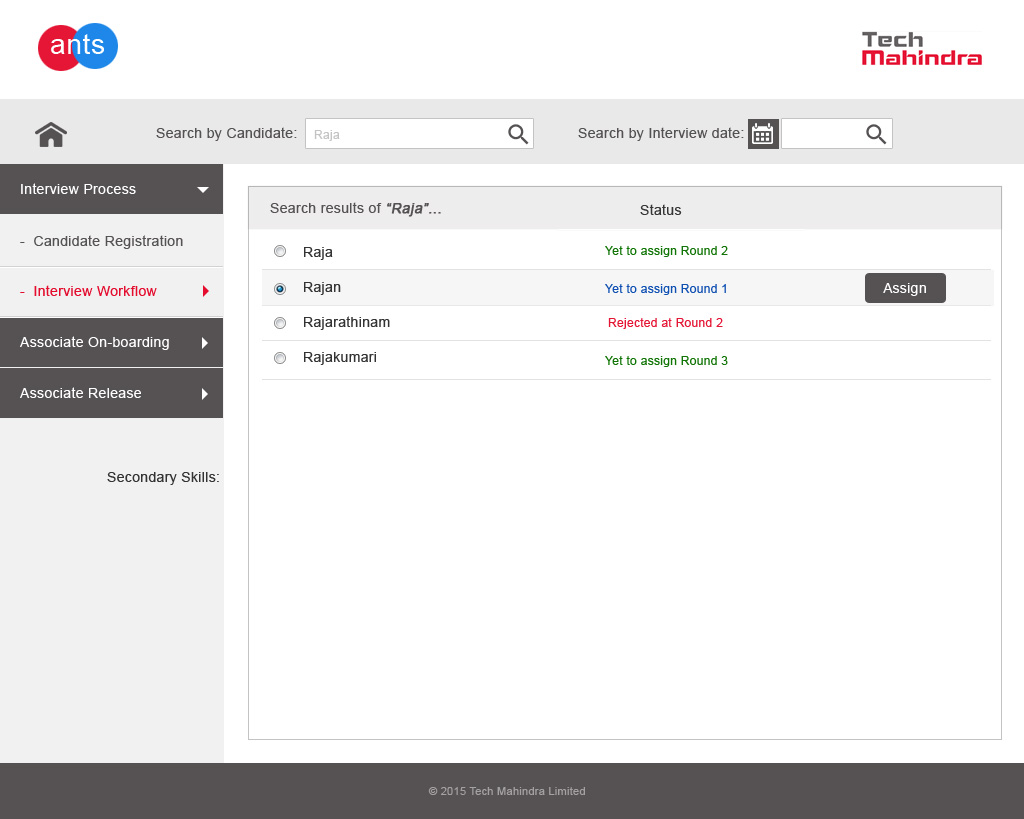 ants
Tech
Mahindra
Search by Candidate: Raja
Search by Interview date:
Interview Process
- Candidate Registration
- Interview Workflow
Associate On-boarding
Associate Release
Secondary Skills:
Search results of “Raja”... Status
Raja Yet to assign Round 2
Rajan Yet to assign Round 1 Assign
Rajarathinam Rejected at Round 2
Rajakumari Yet to assign Round 3
© 2015 Tech Mahindra Limited